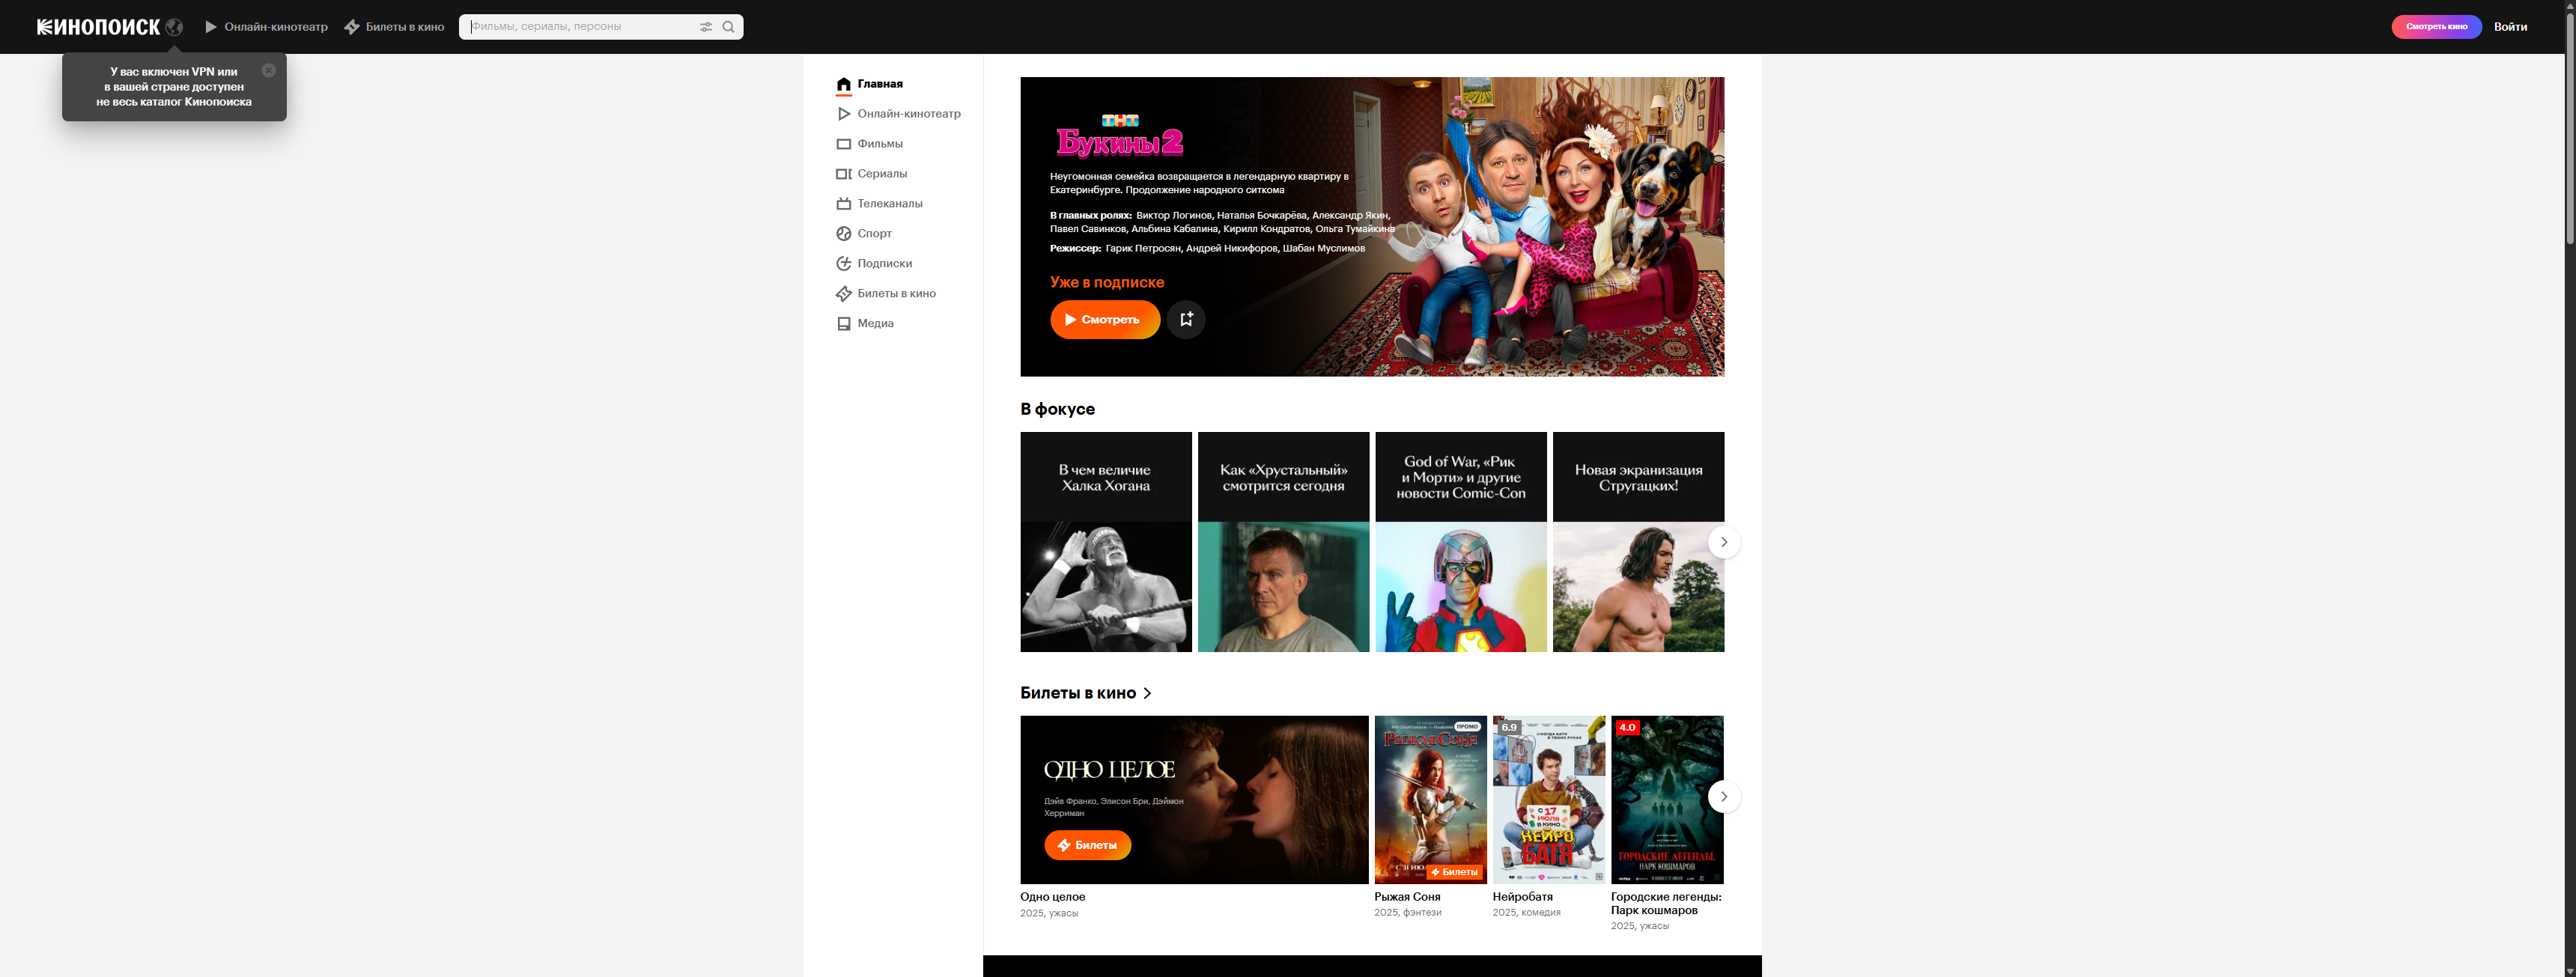 КИНОПОИСК
Онлайн-кинотеатр
Билеты в кино
Фильмы, сериалы, персоны
Смотреть кино
Войти
У вас включен VPN или
в вашей стране доступен
не весь каталог Кинопоиска
Главная
Онлайн-кинотеатр
Фильмы
Сериалы
Телеканалы
Спорт
Подписки
Билеты в кино
Медиа
ТНТ
Букины 2
Неугомонная семейка возвращается в легендарную квартиру в
Екатеринбурге. Продолжение народного ситкома
В главных ролях: Виктор Логинов, Наталья Бочкарёва, Александр Якин,
Павел Савинков, Альбина Кабалина, Кирилл Кондратов, Ольга Тумайкина
Режиссер: Гарик Петросян, Андрей Никифоров, Шабан Муслимов
Уже в подписке
Смотреть
В фокусе
В чем величие
Халка Хогана
Как «Хрустальный»
смотрится сегодня
God of War, «Рик
и Морти» и другие
новости Comic-Con
Новая экранизация
Стругацких!
Билеты в кино
ОДНО ЦЕЛОЕ
Дэйв Франко, Элисон Бри, Дэймон
Херриман
Билеты
Одно целое
2025, ужасы
ПРОМО
РЫЖАЯ СОНЯ
Билеты
Рыжая Соня
2025, фэнтези
6.9
С 17
ИЮЛЯ
В КИНО
НЕЙРО
БАТЯ
Нейробатя
2025, комедия
4.0
ГОРОДСКИЕ ЛЕГЕНДЫ.
ПАРК КОШМАРОВ
Городские легенды:
Парк кошмаров
2025, ужасы